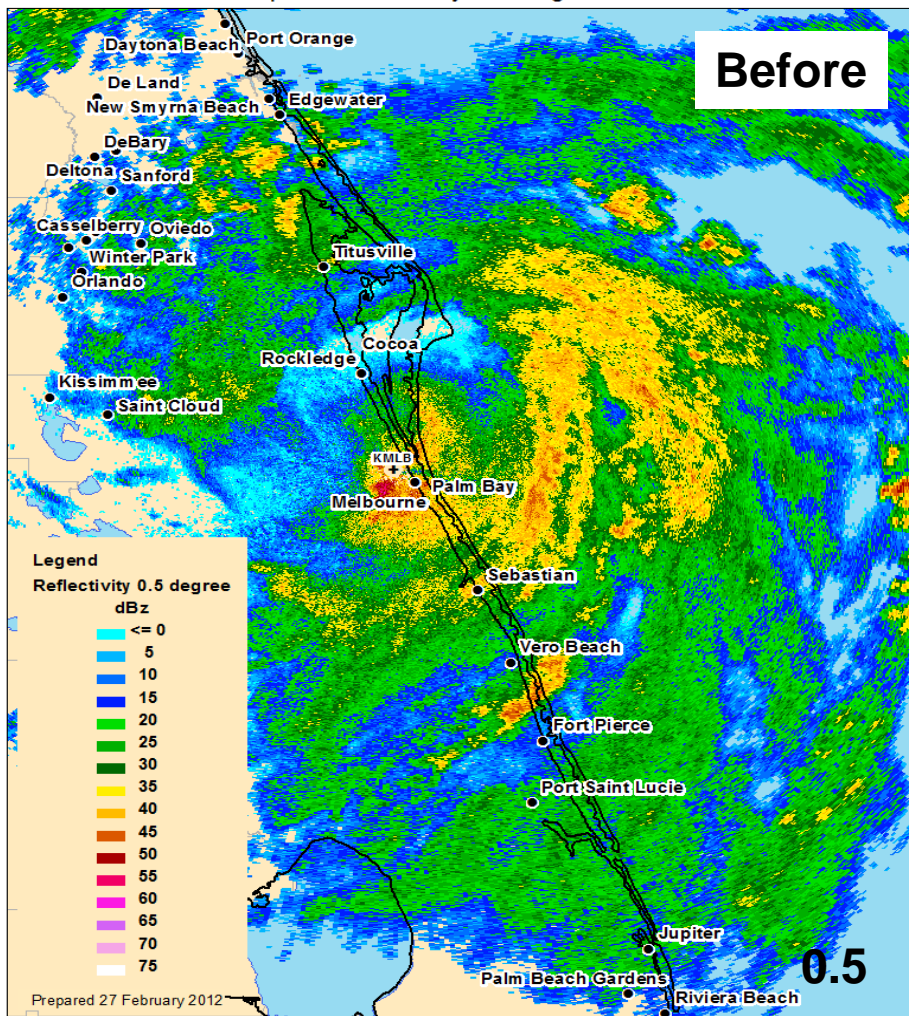 Before
Daytona Beach
Port Orange
De Land
New Smyrna Beach
Edgewater
DeBary
Deltona
Sanford
Casselberry
Oviedo
Winter Park
Titusville
Orlando
Cocoa
Rockledge
Kissimmee
Saint Cloud
KMLB
Palm Bay
Melbourne
Sebastian
Vero Beach
Fort Pierce
Port Saint Lucie
Jupiter
Palm Beach Gardens
Riviera Beach
Legend
Reflectivity 0.5 degree
dBz
<= 0
5
10
15
20
25
30
35
40
45
50
55
60
65
70
75
Prepared 27 February 2012
0.5